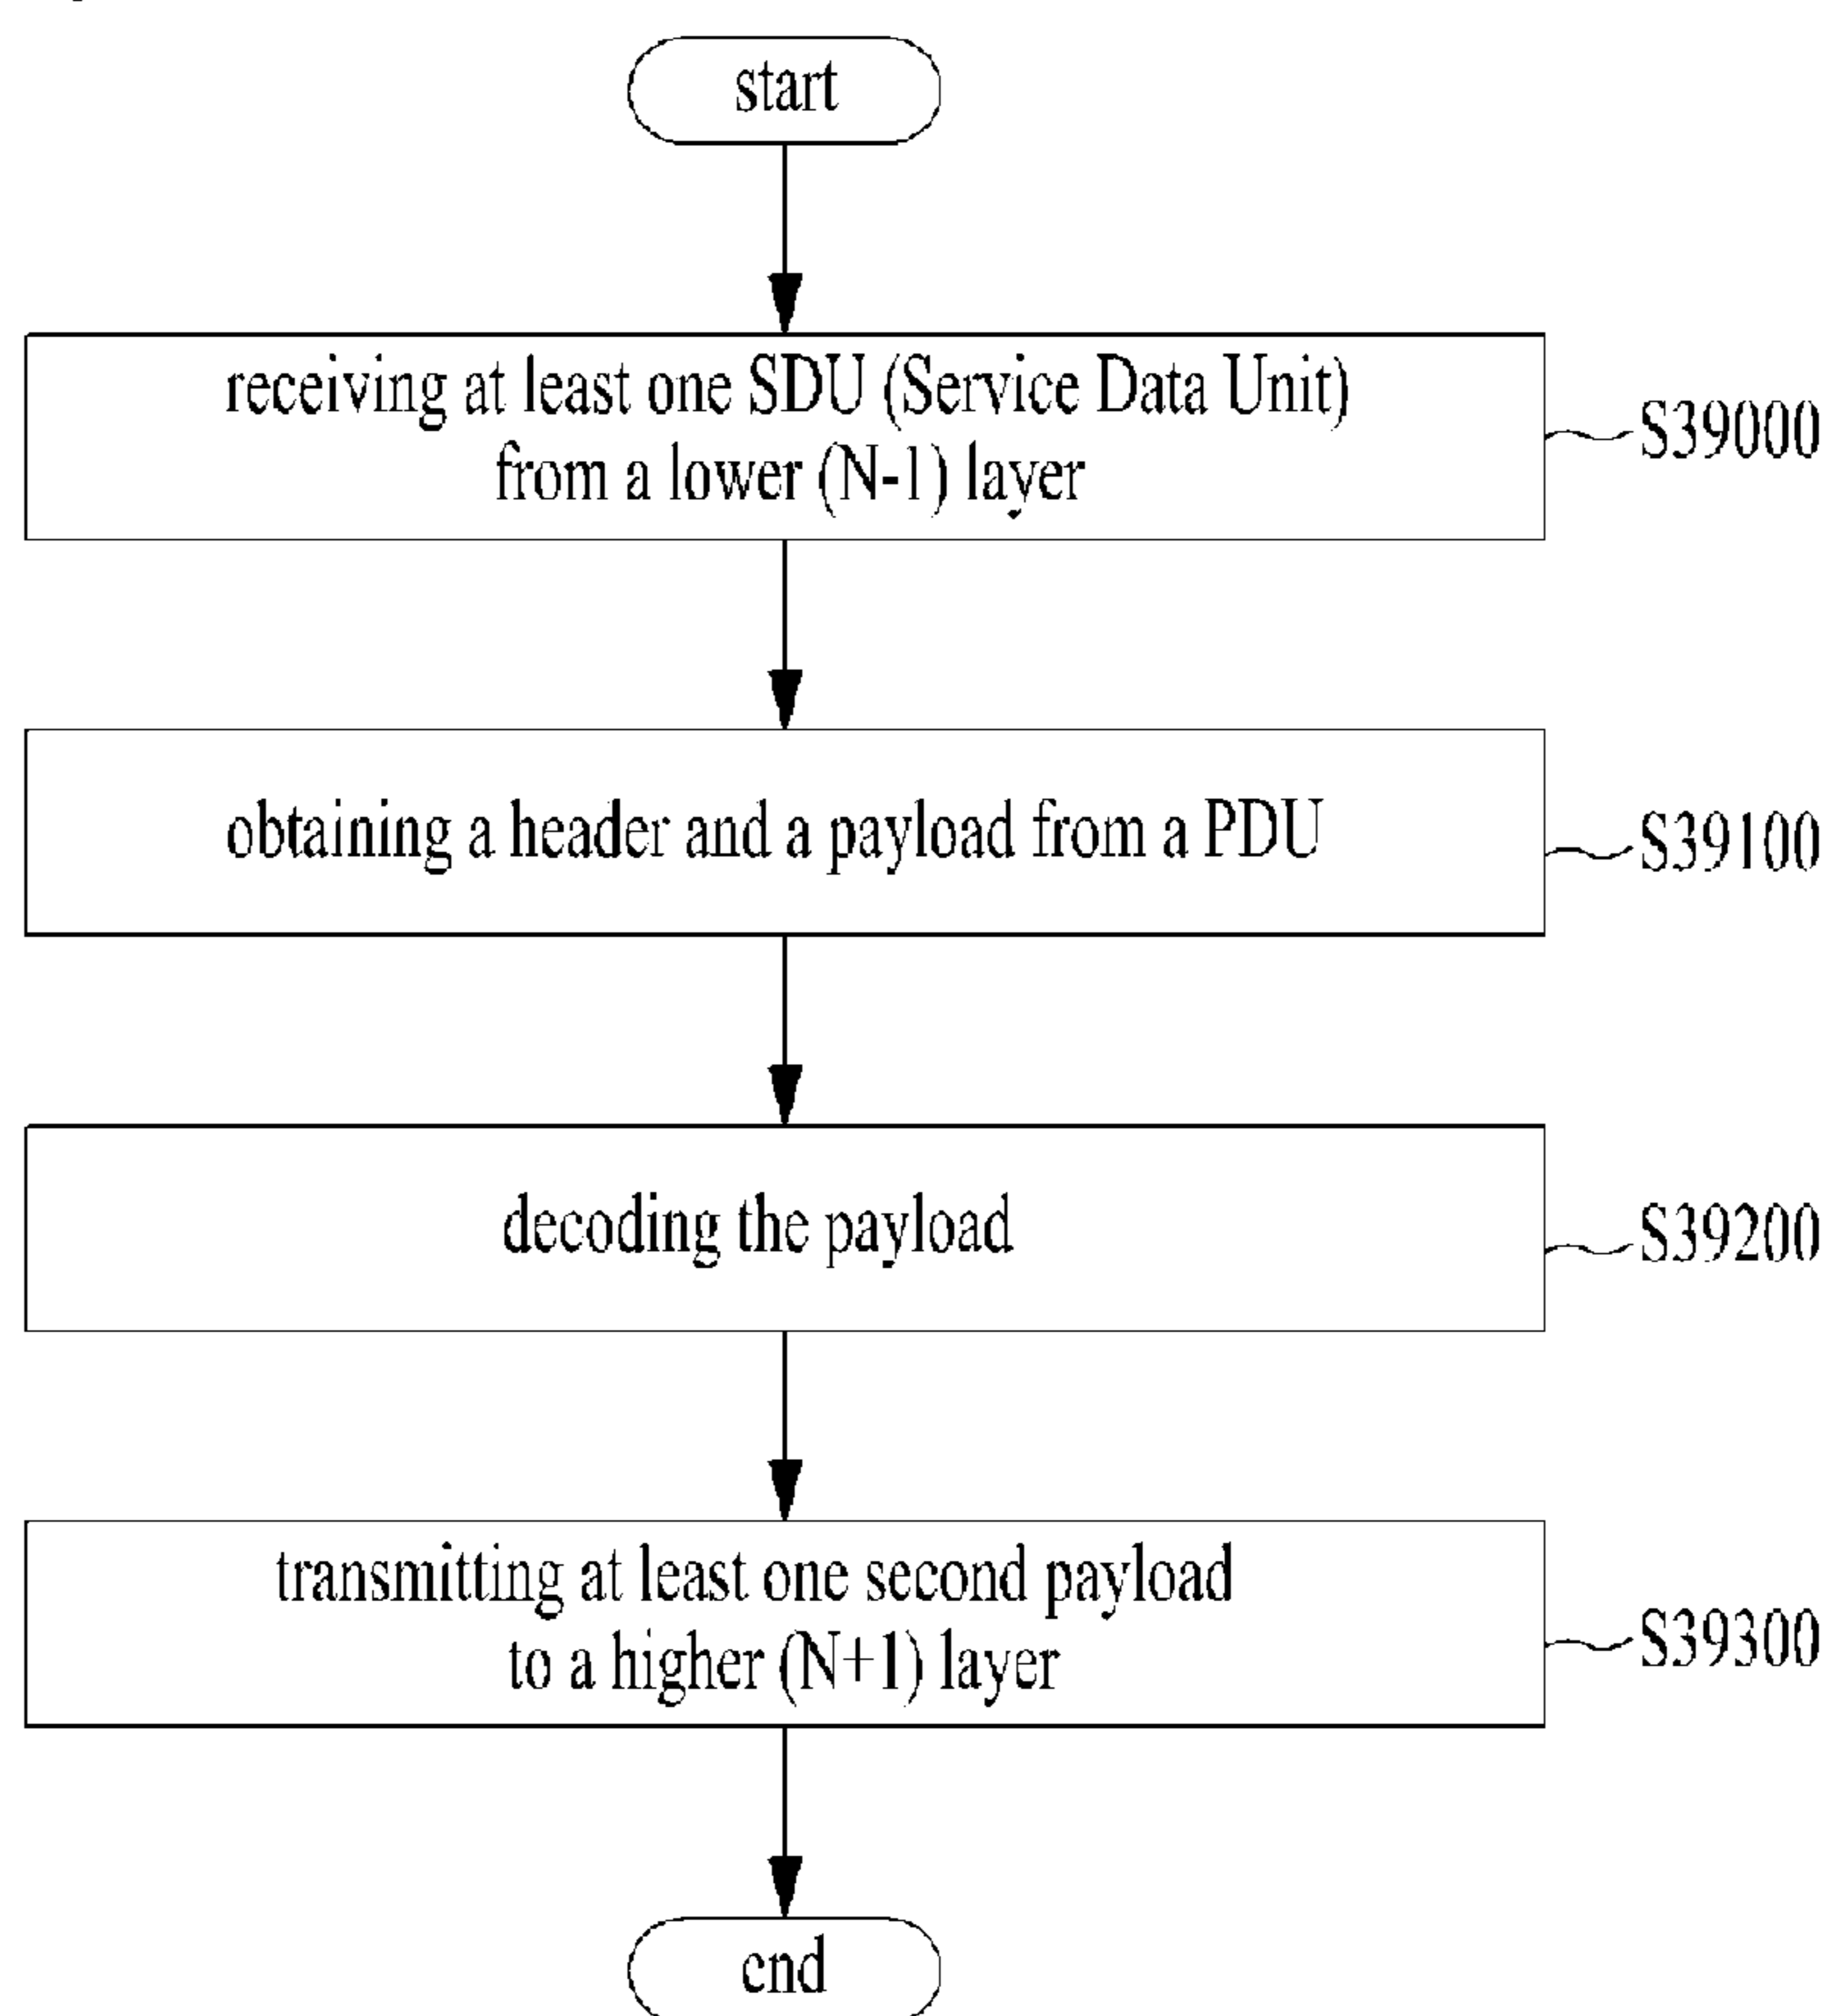 start
receiving at least one SDU (Service Data Unit)
from a lower (N-1) layer
S39000
obtaining a header and a payload from a PDU
S39100
decoding the payload
S39200
transmitting at least one second payload
to a higher (N+1) layer
S39300
end